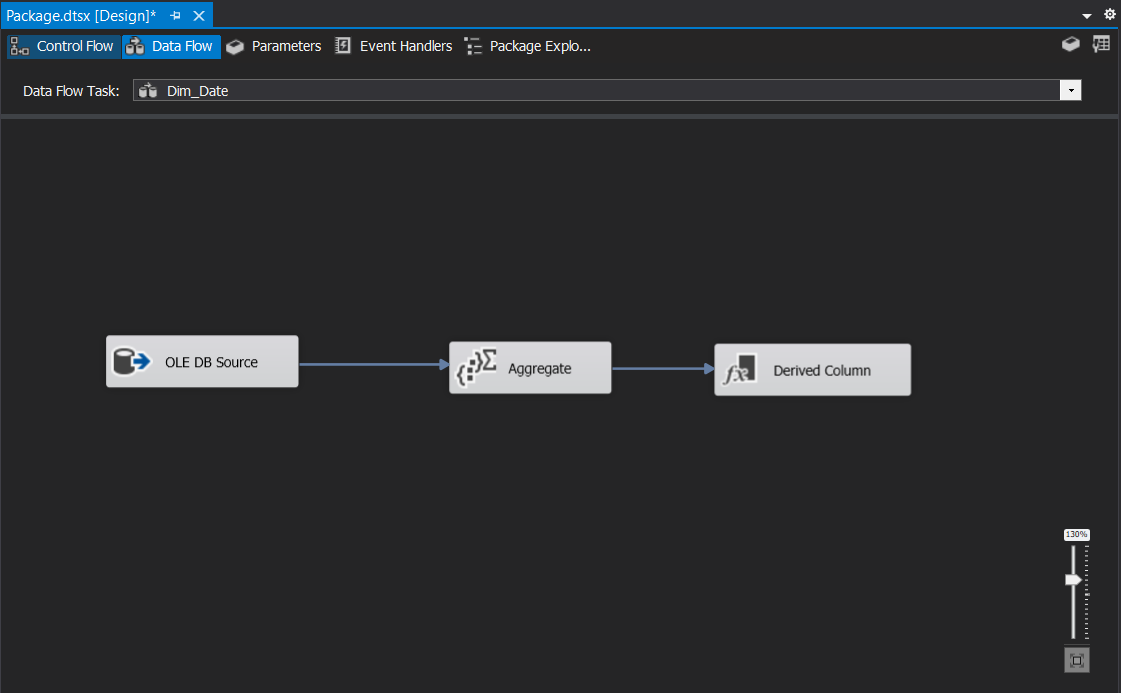 Package.dtsx [Design]*
Control Flow Data Flow Parameters Event Handlers Package Explo...
Data Flow Task: Dim_Date
OLE DB Source
Aggregate
Derived Column
130%